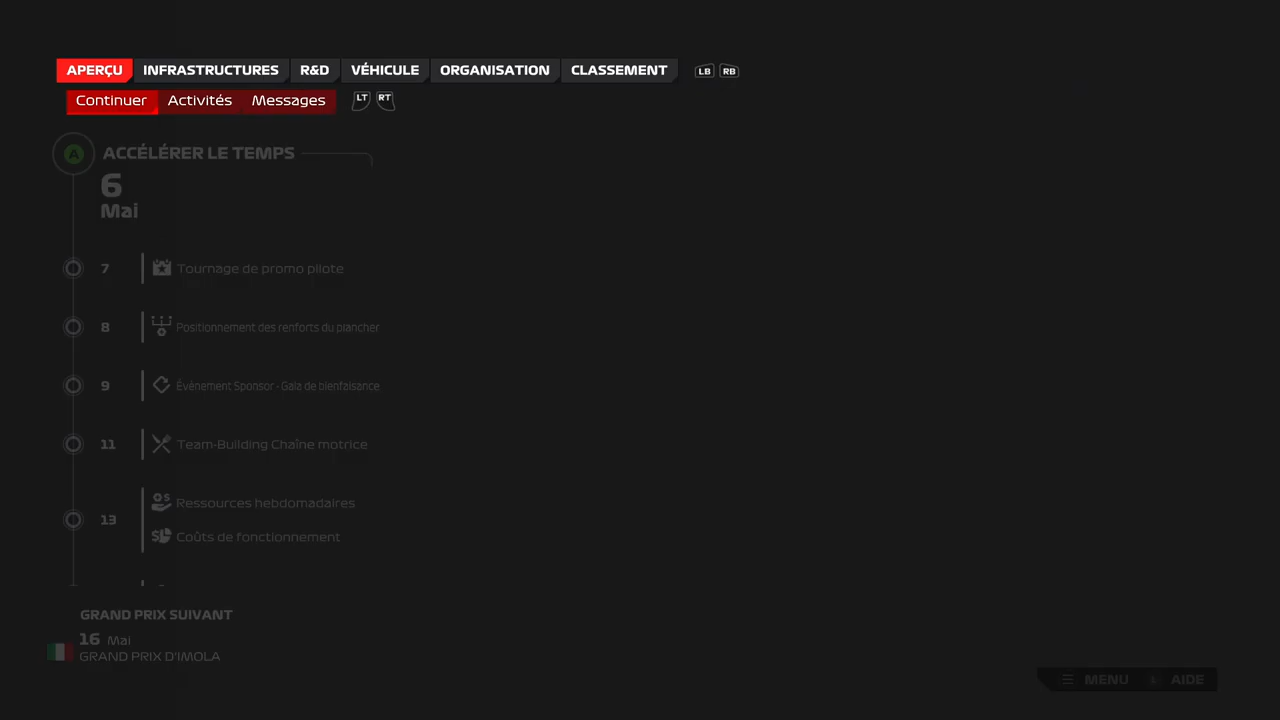 APERÇU INFRASTRUCTURES R&D VÉHICULE ORGANISATION CLASSEMENT LB RB
Continuer Activités Messages LT RT
A ACCÉLÉRER LE TEMPS
6
Mai
7 Tournage de promo pilote
8 Positionnement des renforts du plancher
9 Évènement Sponsor - Gala de bienfaisance
11 Team-Building Chaîne motrice
Ressources hebdomadaires
13
Coûts de fonctionnement
GRAND PRIX SUIVANT
16 Mai
GRAND PRIX D'IMOLA
MENU AIDE